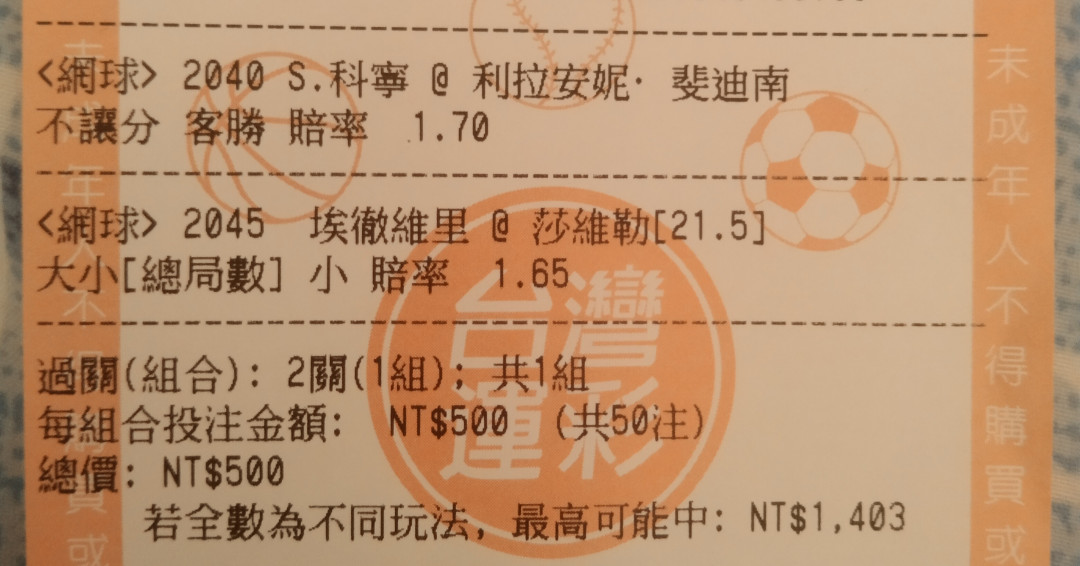 <網球> 2040 S.科寧 @ 利拉安妮· 斐迪南
不讓分 客勝 賠率 1.70
<網球> 2045 埃徹維里 @ 莎維勒[21.5]
大小[總局數] 小 賠率 1.65
過關(組合): 2關(1組); 共1組
每組合投注金額: NT$500 (共50注)
總價: NT$500
若全數為不同玩法, 最高可能中: NT$1,403
台灣
運彩
未成年人不得購買或